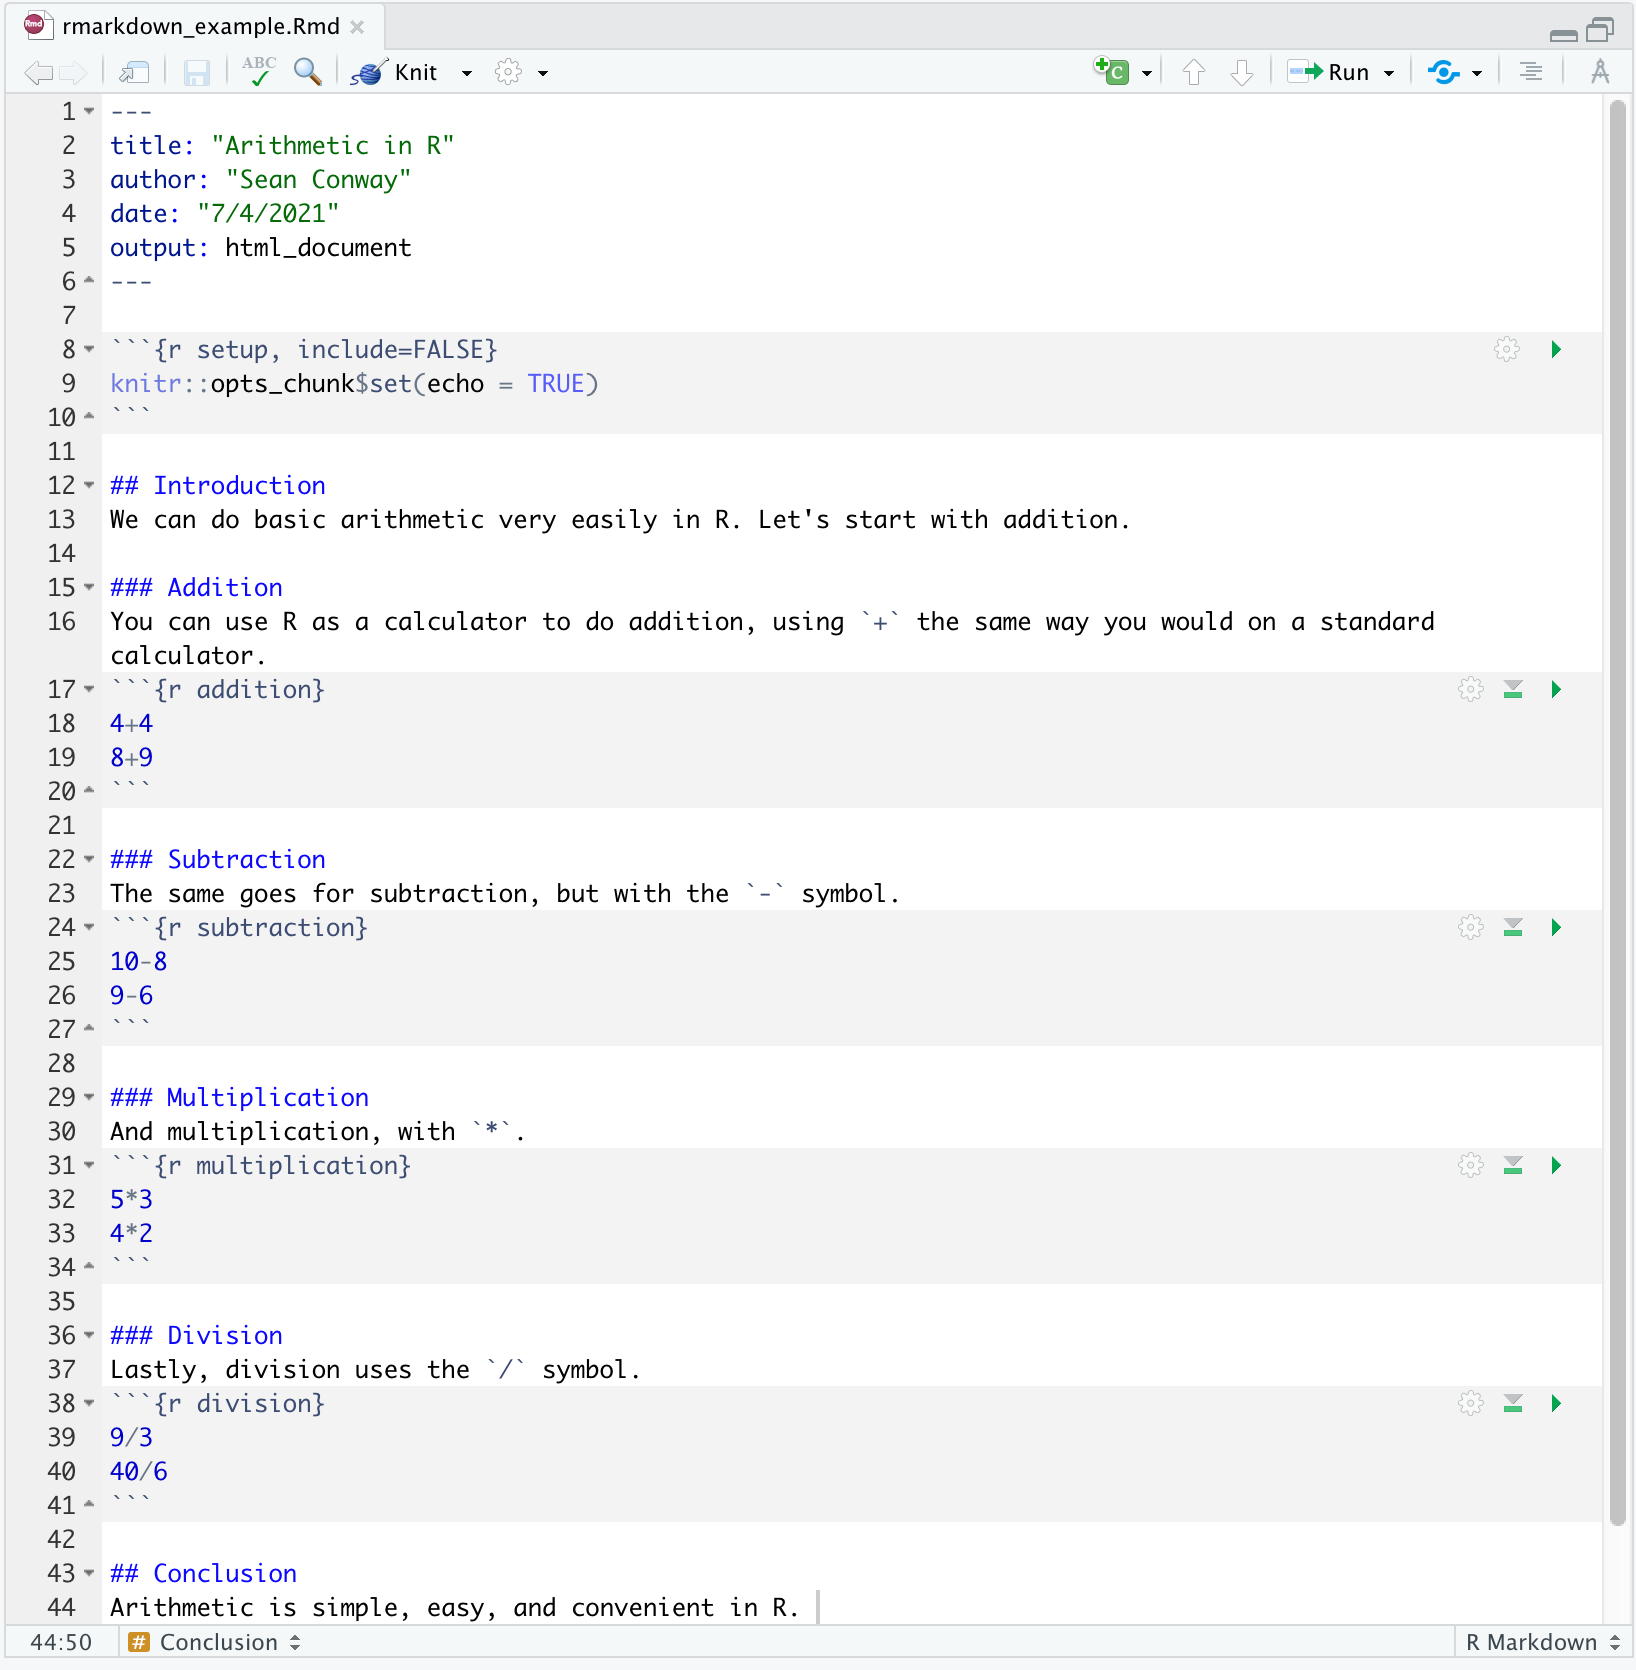 rmarkdown_example.Rmd
ABC Knit Run
1 ---
2 title: "Arithmetic in R"
3 author: "Sean Conway"
4 date: "7/4/2021"
5 output: html_document
6 ---
7
8 ```{r setup, include=FALSE}
9 knitr::opts_chunk$set(echo = TRUE)
10 ```
11
12 ## Introduction
13 We can do basic arithmetic very easily in R. Let's start with addition.
14
15 ### Addition
16 You can use R as a calculator to do addition, using `+` the same way you would on a standard
calculator.
17 ```{r addition}
18 4+4
19 8+9
20 ```
21
22 ### Subtraction
23 The same goes for subtraction, but with the `-` symbol.
24 ```{r subtraction}
25 10-8
26 9-6
27 ```
28
29 ### Multiplication
30 And multiplication, with `*`.
31 ```{r multiplication}
32 5*3
33 4*2
34 ```
35
36 ### Division
37 Lastly, division uses the `/` symbol.
38 ```{r division}
39 9/3
40 40/6
41 ```
42
43 ## Conclusion
44 Arithmetic is simple, easy, and convenient in R.
44:50 # Conclusion R Markdown